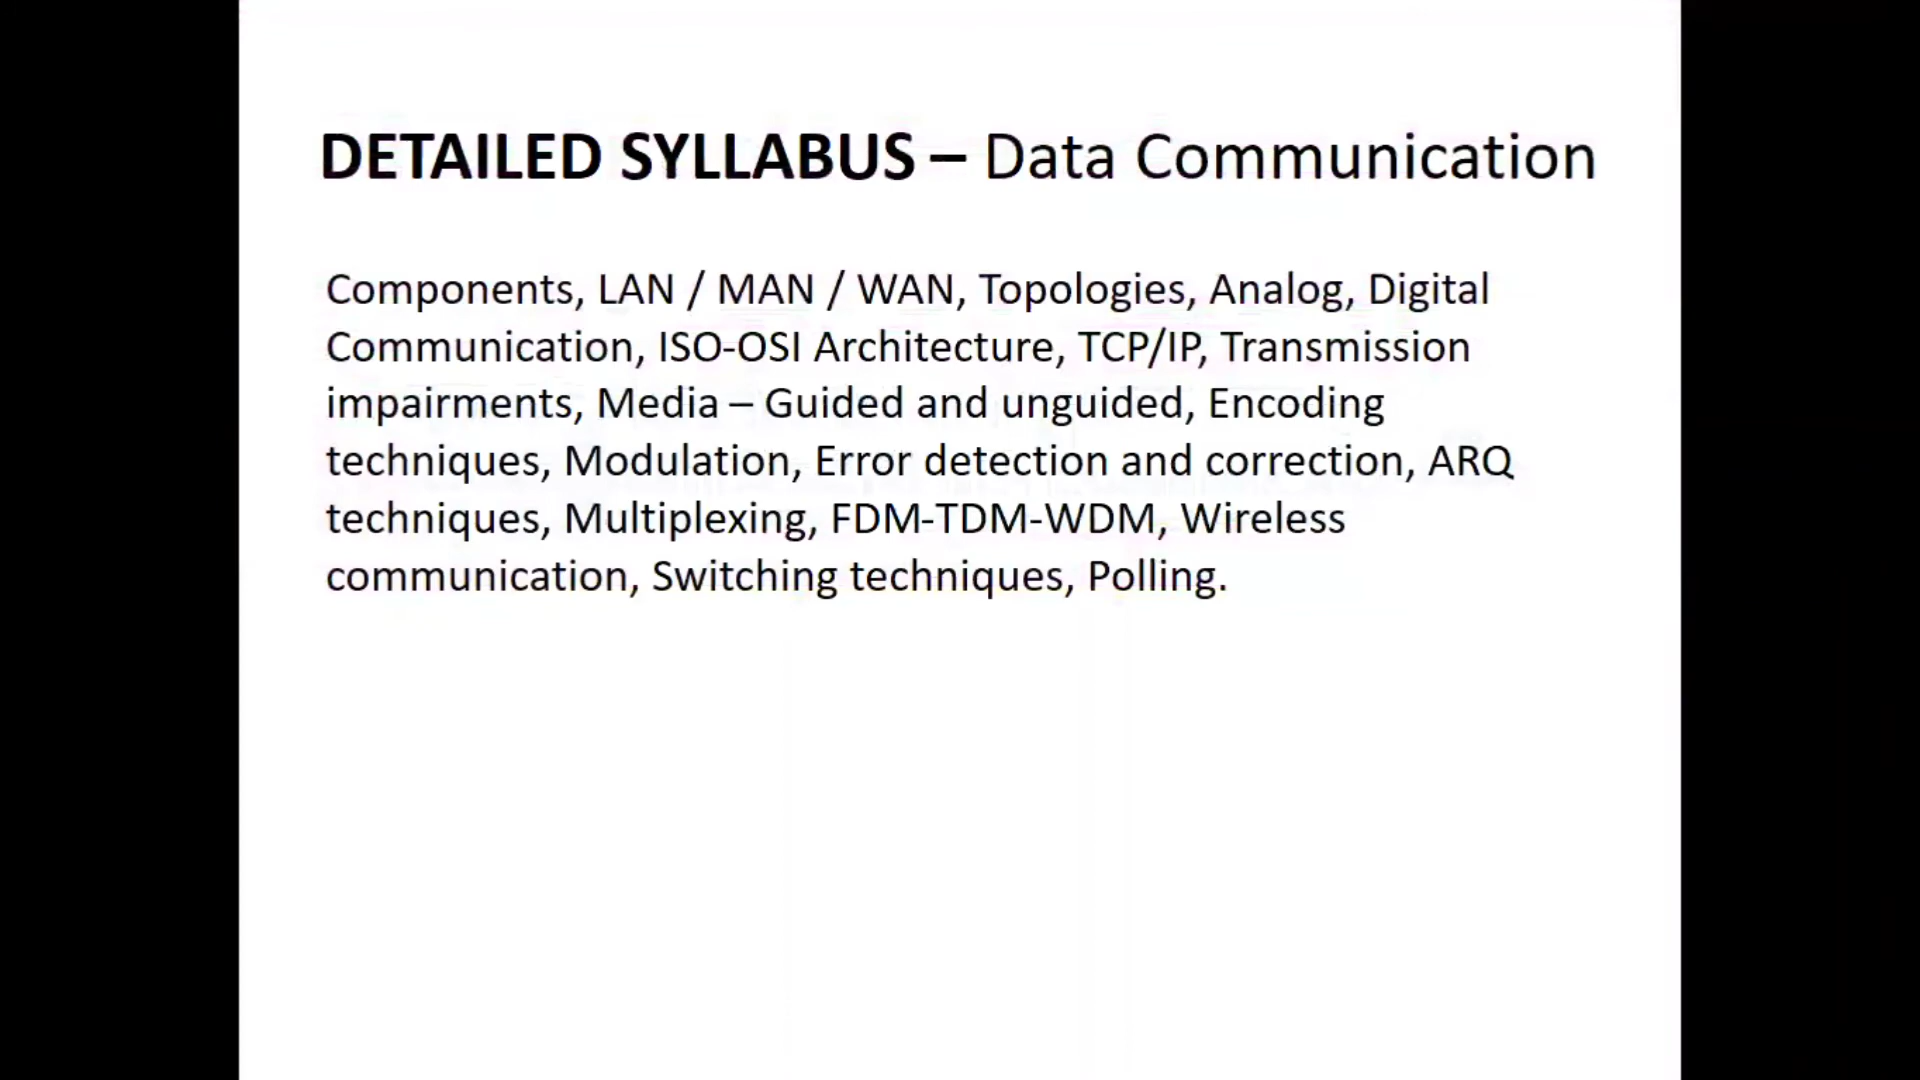 DETAILED SYLLABUS – Data Communication
Components, LAN / MAN / WAN, Topologies, Analog, Digital
Communication, ISO-OSI Architecture, TCP/IP, Transmission
impairments, Media – Guided and unguided, Encoding
techniques, Modulation, Error detection and correction, ARQ
techniques, Multiplexing, FDM-TDM-WDM, Wireless
communication, Switching techniques, Polling.